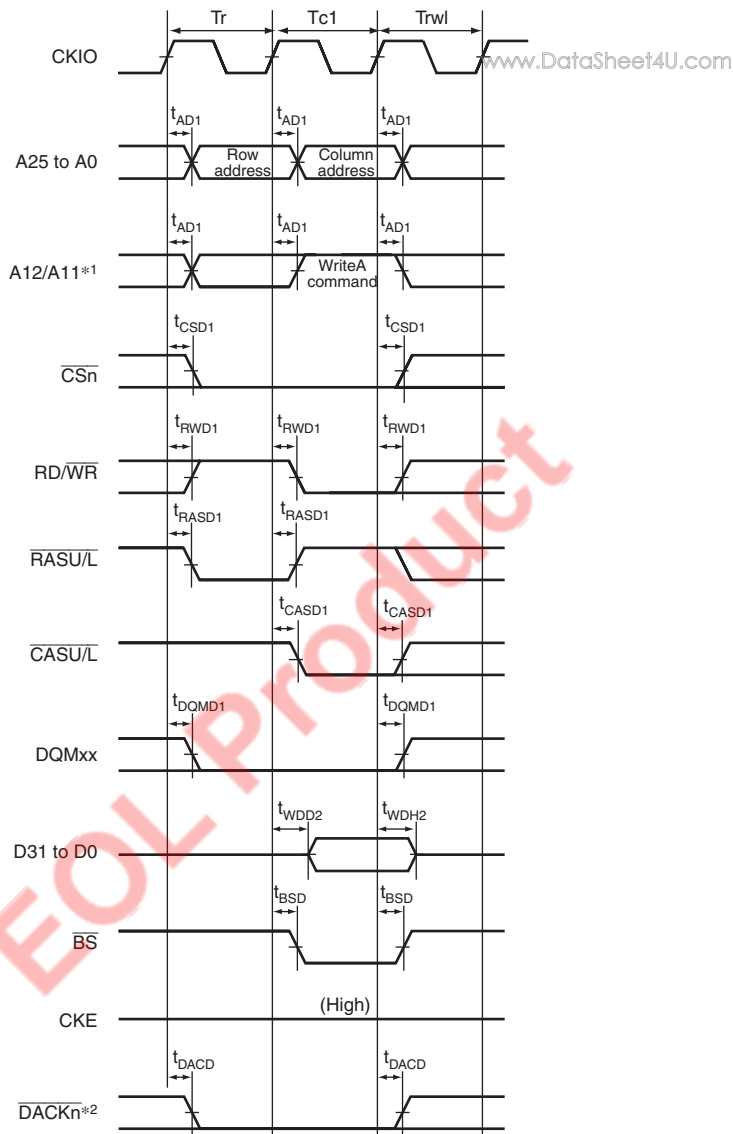 Tr Tc1 Trwl
CKIO
www.DataSheet4U.com
tAD1 tAD1 tAD1
A25 to A0
Row address
Column address
tAD1 tAD1 tAD1
A12/A11*1
WriteA command
tCSD1 tCSD1
CSn
tRWD1 tRWD1 tRWD1
RD/WR
tRASD1 tRASD1
RASU/L
tCASD1 tCASD1
CASU/L
tDQMD1 tDQMD1
DQMxx
tWDD2 tWDH2
D31 to D0
tBSD tBSD
BS
(High)
CKE
tDACD tDACD
DACKn*2
EOL Product